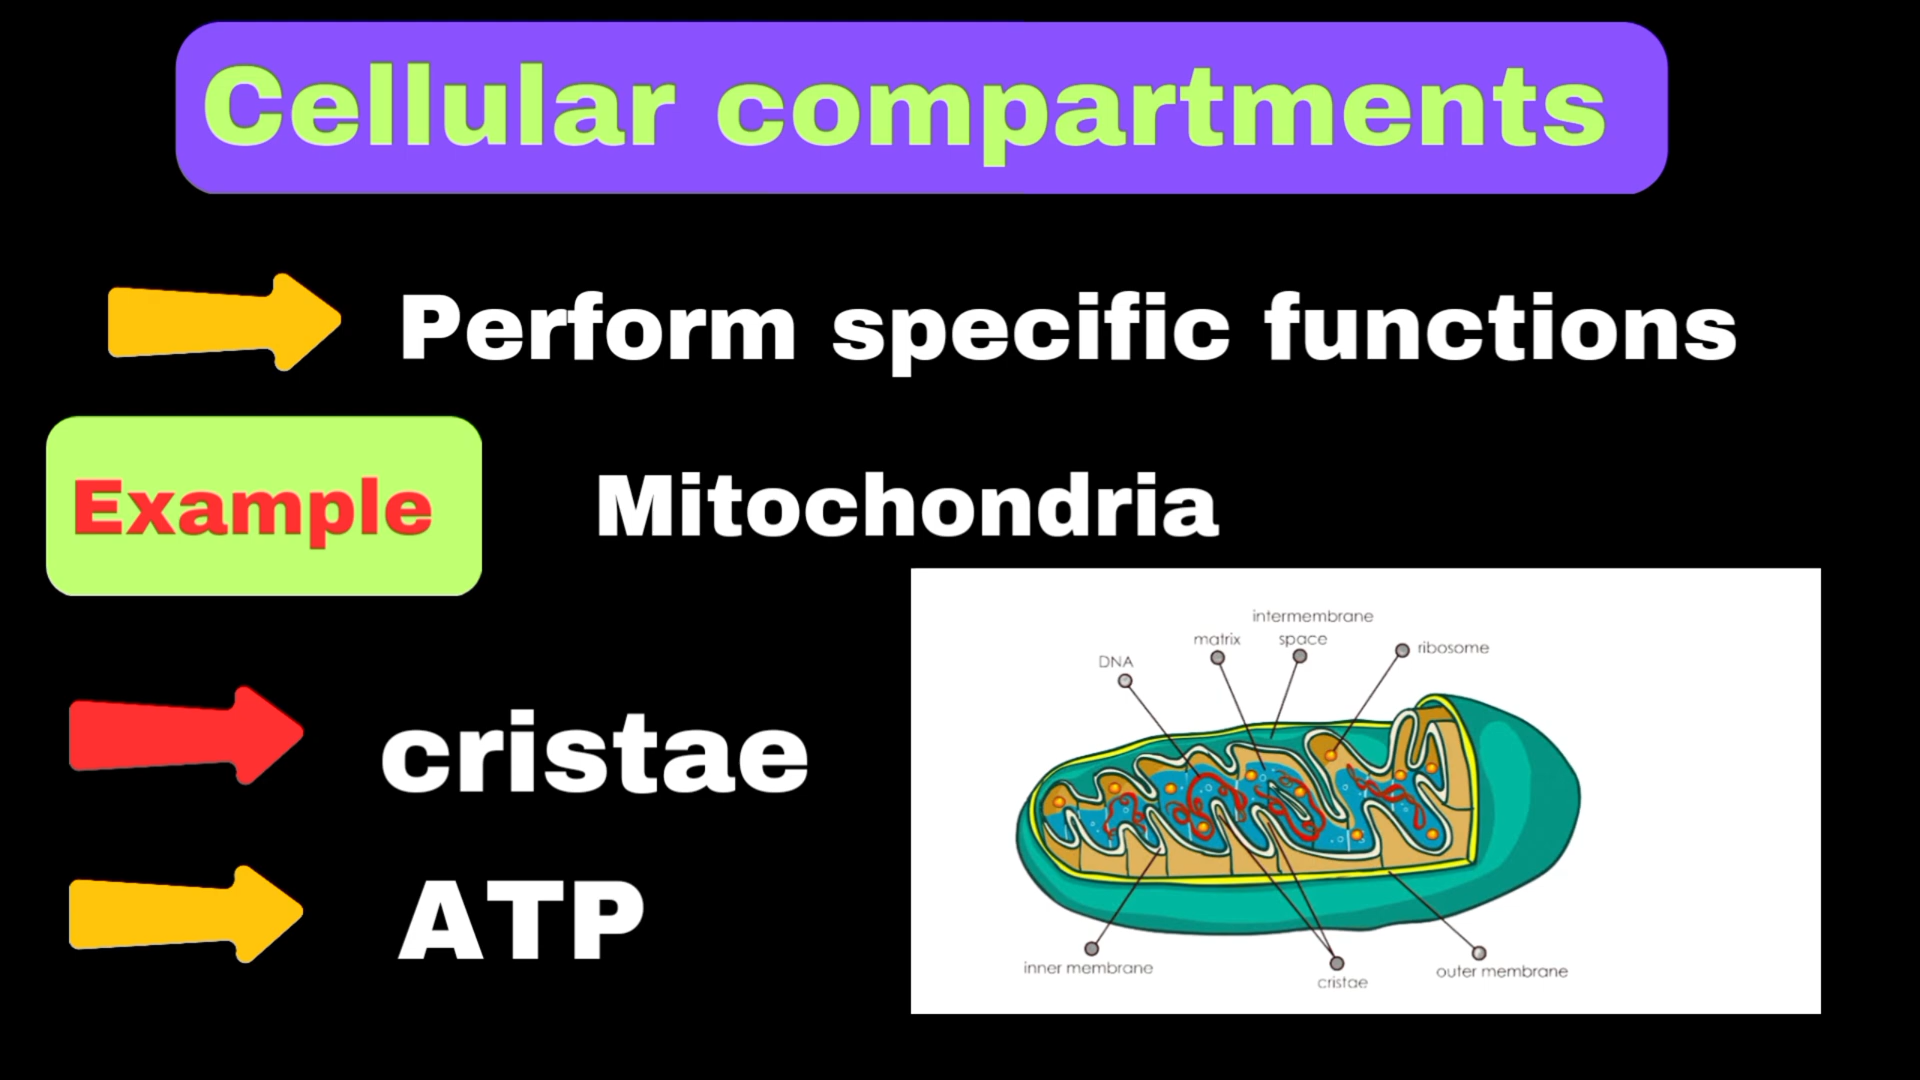 Cellular compartments
Perform specific functions
Example
Mitochondria
cristae
ATP
intermembrane
space
matrix
DNA
ribosome
inner membrane
cristae
outer membrane